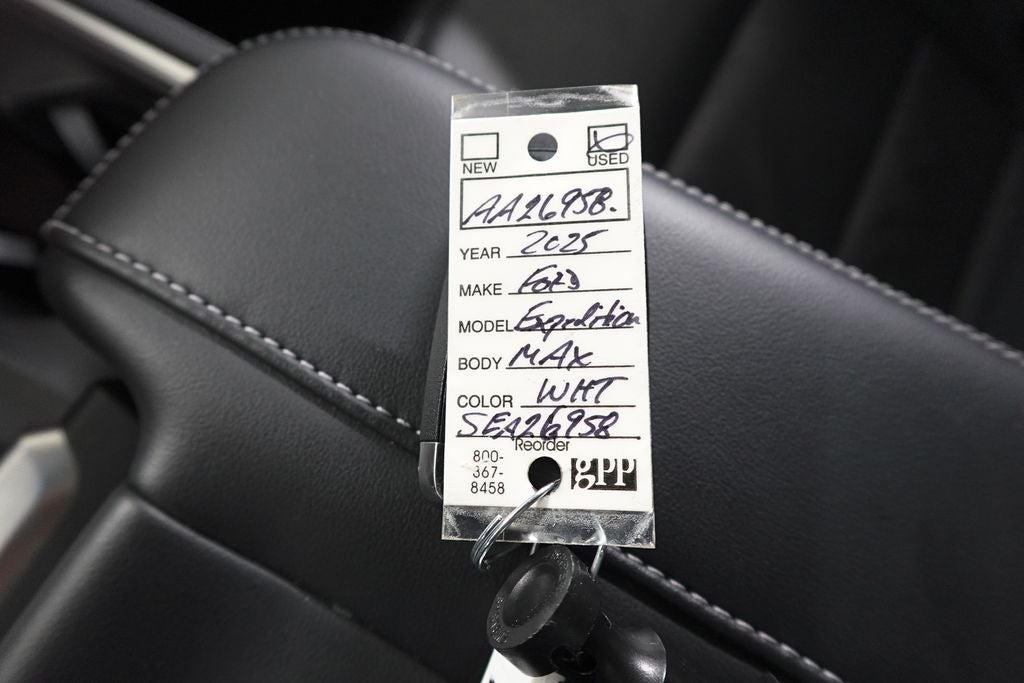 NEW USED
AA26958.
YEAR 2025
MAKE Ford
MODEL Expedition
BODY MAX
COLOR WHT
SEA26958
Reorder
800-
367-
8458
gpp